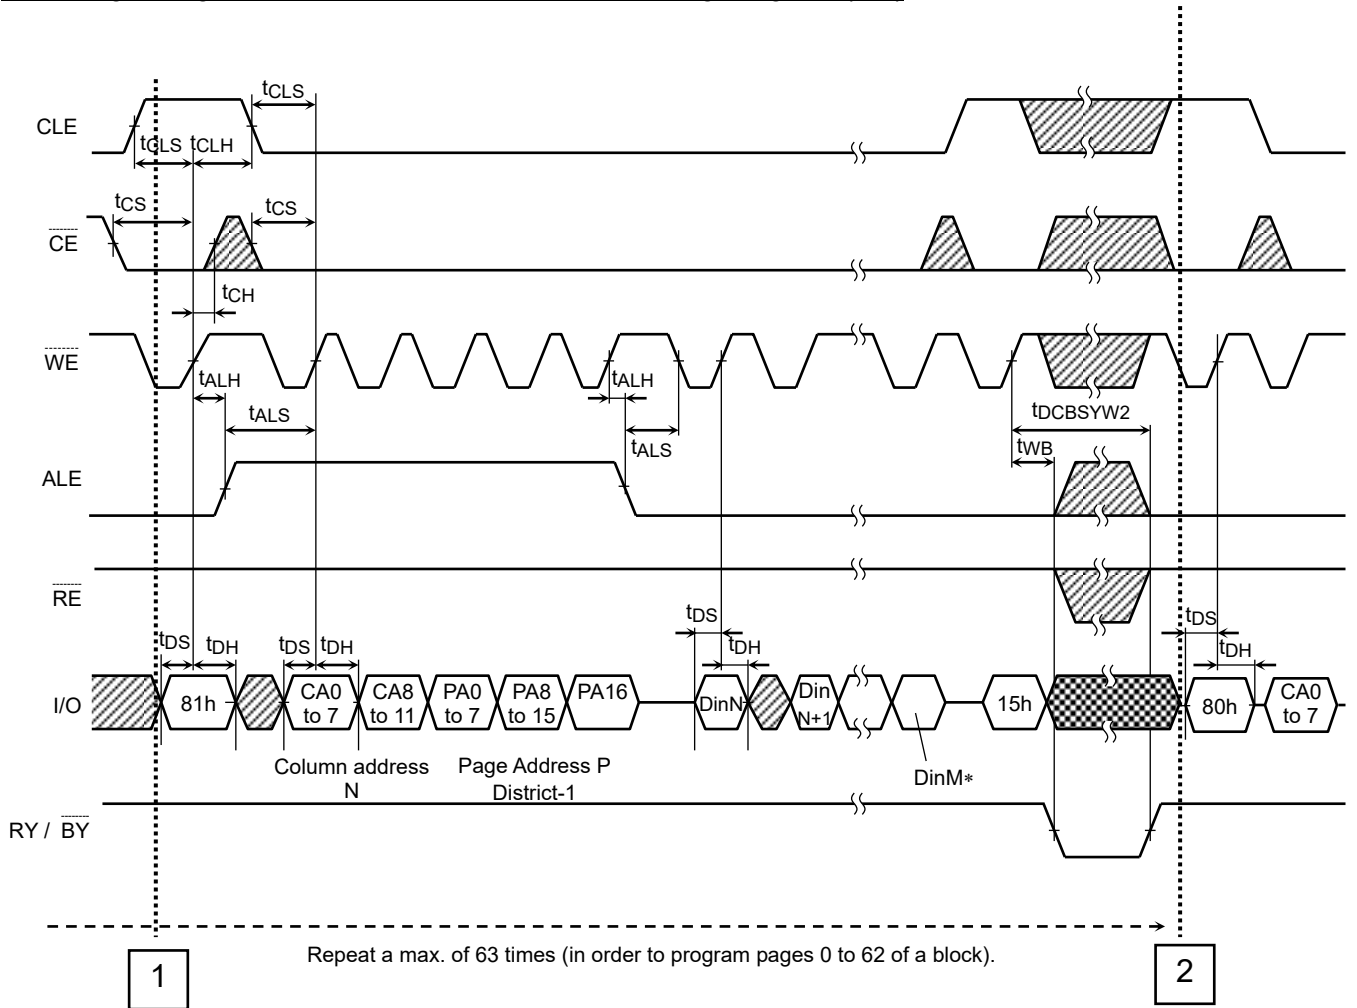 tCLS
CLE
tCLS tCLH
tCS
tCS
CE
tCH
WE
tALH
tALH
tDCBSYW2
tALS
tALS
tWB
ALE
RE
tDS
tDS
tDS tDH
tDS tDH
tDH
tDH
I/O
81h
CA0 to 7
CA8 to 11
PA0 to 7
PA8 to 15
PA16
DinN
Din N+1
15h
80h
CA0 to 7
Column address N
Page Address P District-1
DinM*
RY / BY
Repeat a max. of 63 times (in order to program pages 0 to 62 of a block).
1
2